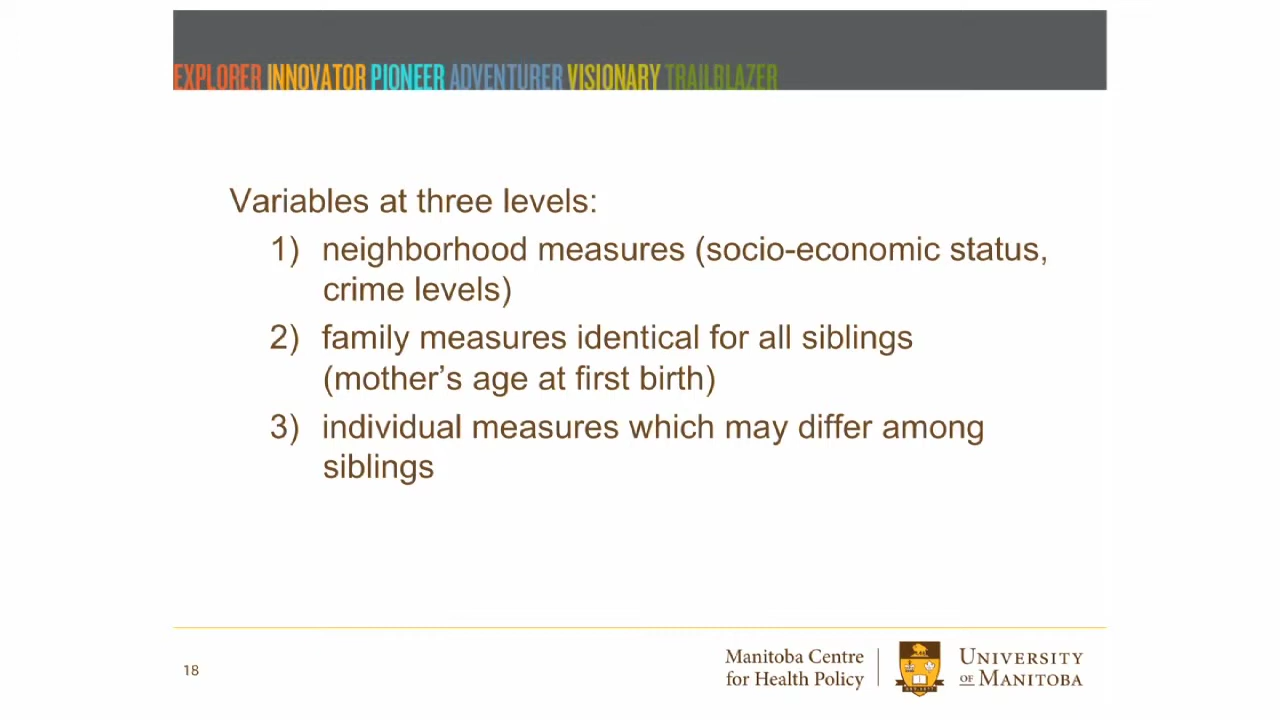 EXPLORER INNOVATOR PIONEER ADVENTURER VISIONARY TRAILBLAZER
Variables at three levels:
1) neighborhood measures (socio-economic status,
crime levels)
2) family measures identical for all siblings
(mother’s age at first birth)
3) individual measures which may differ among
siblings
18
Manitoba Centre
for Health Policy
UNIVERSITY
OF MANITOBA